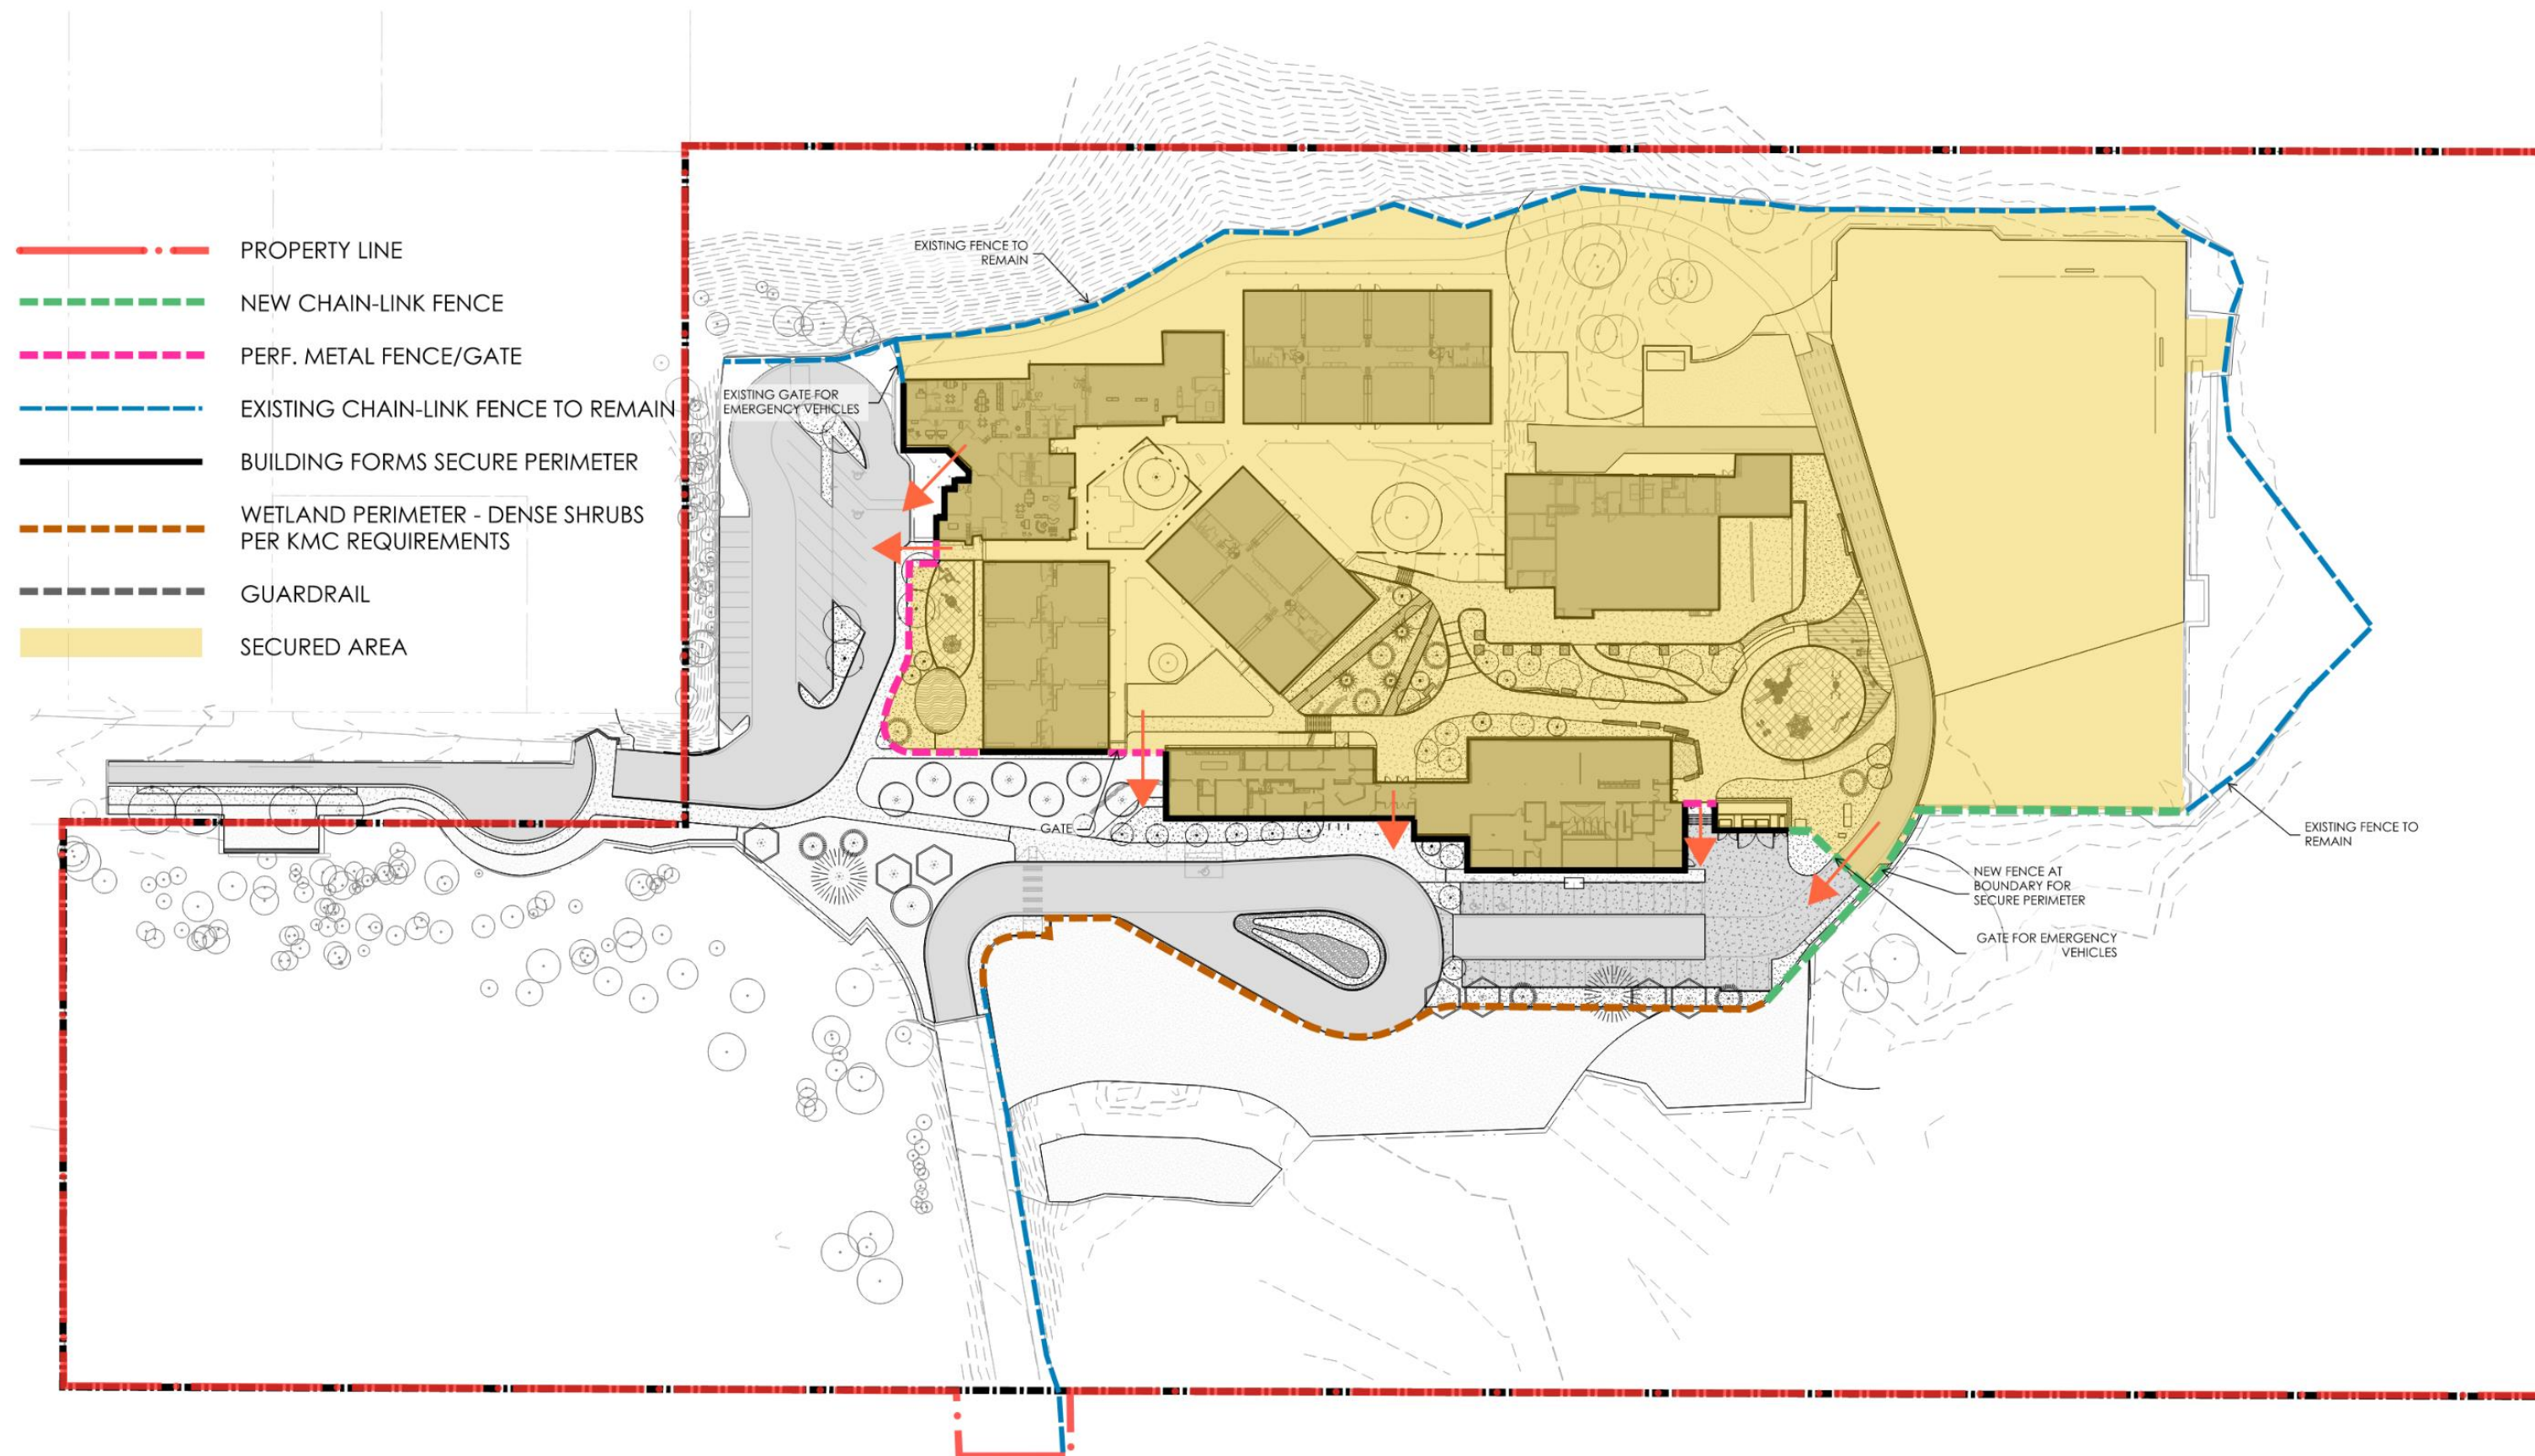 PROPERTY LINE
NEW CHAIN-LINK FENCE
PERF. METAL FENCE/GATE
EXISTING CHAIN-LINK FENCE TO REMAIN
BUILDING FORMS SECURE PERIMETER
WETLAND PERIMETER - DENSE SHRUBS
PER KMC REQUIREMENTS
GUARDRAIL
SECURED AREA
EXISTING FENCE TO
REMAIN
EXISTING GATE FOR
EMERGENCY VEHICLES
GATE
EXISTING FENCE TO
REMAIN
NEW FENCE AT
BOUNDARY FOR
SECURE PERIMETER
GATE FOR EMERGENCY
VEHICLES